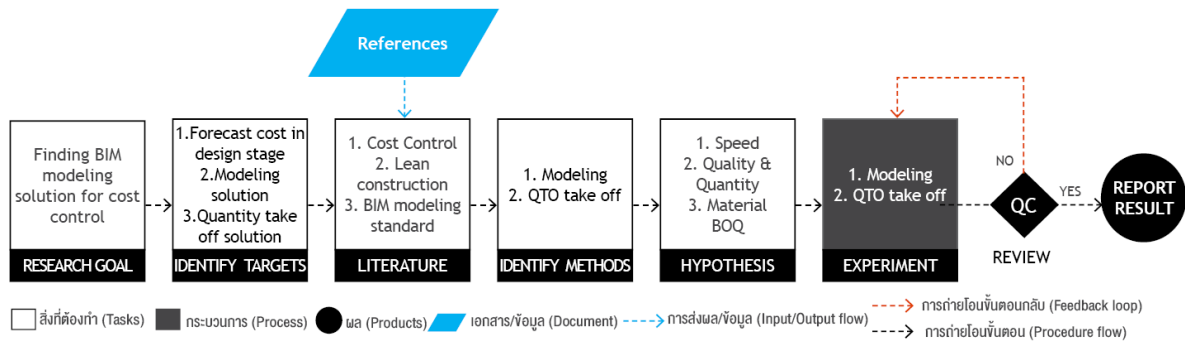 References
Finding BIM
modeling
solution for cost
control
RESEARCH GOAL
1.Forecast cost in
design stage
2.Modeling
solution
3.Quantity take
off solution
IDENTIFY TARGETS
1. Cost Control
2. Lean
construction
3. BIM modeling
standard
LITERATURE
1. Modeling
2. QTO take off
IDENTIFY METHODS
1. Speed
2. Quality &
Quantity
3. Material
BOQ
HYPOTHESIS
1. Modeling
2. QTO take off
EXPERIMENT
NO
QC
YES
REVIEW
REPORT
RESULT
สิ่งที่ต้องทำ (Tasks)
กระบวนการ (Process)
ผล (Products)
เอกสาร/ข้อมูล (Document)
การส่งผล/ข้อมูล (Input/Output flow)
การถ่ายโอนขั้นตอนกลับ (Feedback loop)
การถ่ายโอนขั้นตอน (Procedure flow)